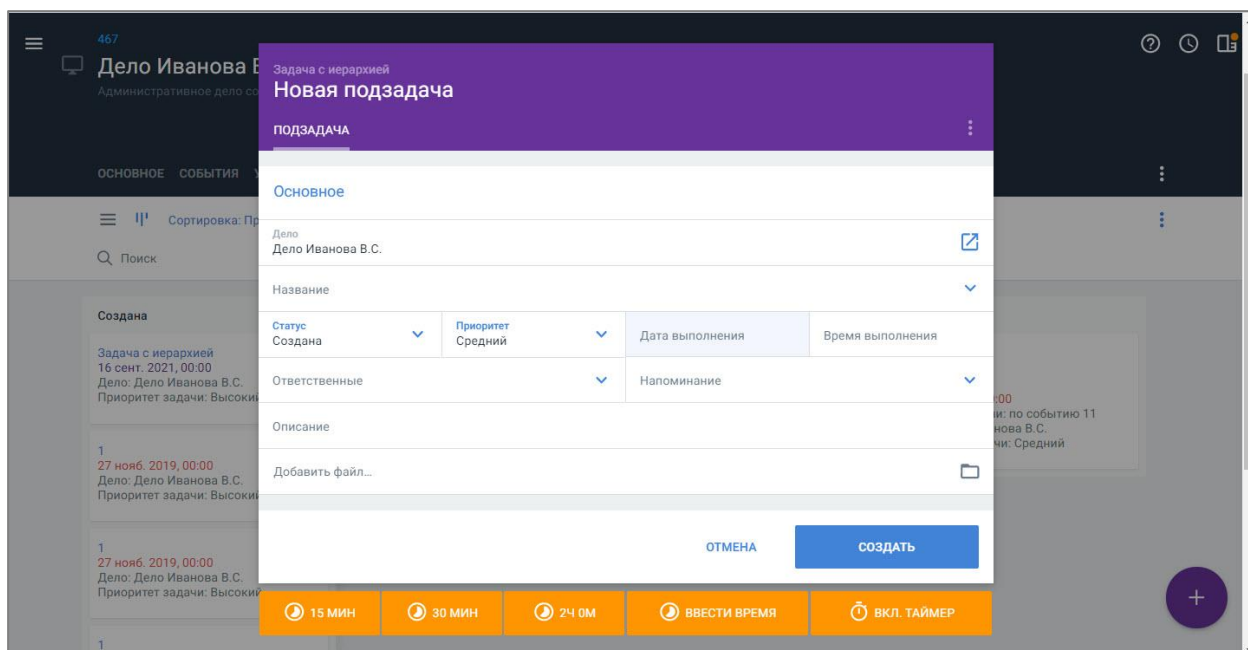 467
Дело Иванова В
Административное дело со
ОСНОВНОЕ СОБЫТИЯ
Сортировка: Пр
Поиск
Создана
Задача с иерархией
16 сент. 2021, 00:00
Дело: Дело Иванова В.С.
Приоритет задачи: Высокий
1
27 нояб. 2019, 00:00
Дело: Дело Иванова В.С.
Приоритет задачи: Высокий
1
27 нояб. 2019, 00:00
Дело: Дело Иванова В.С.
Приоритет задачи: Высокий
1
Задача с иерархией
Новая подзадача
ПОДЗАДАЧА
Основное
Дело
Дело Иванова В.С.
Название
Статус
Создана
Приоритет
Средний
Дата выполнения
Время выполнения
Ответственные
Напоминание
Описание
Добавить файл...
ОТМЕНА
СОЗДАТЬ
15 МИН
30 МИН
2Ч 0М
ВВЕСТИ ВРЕМЯ
ВКЛ. ТАЙМЕР
:00
и: по событию 11
нова В.С.
чи: Средний